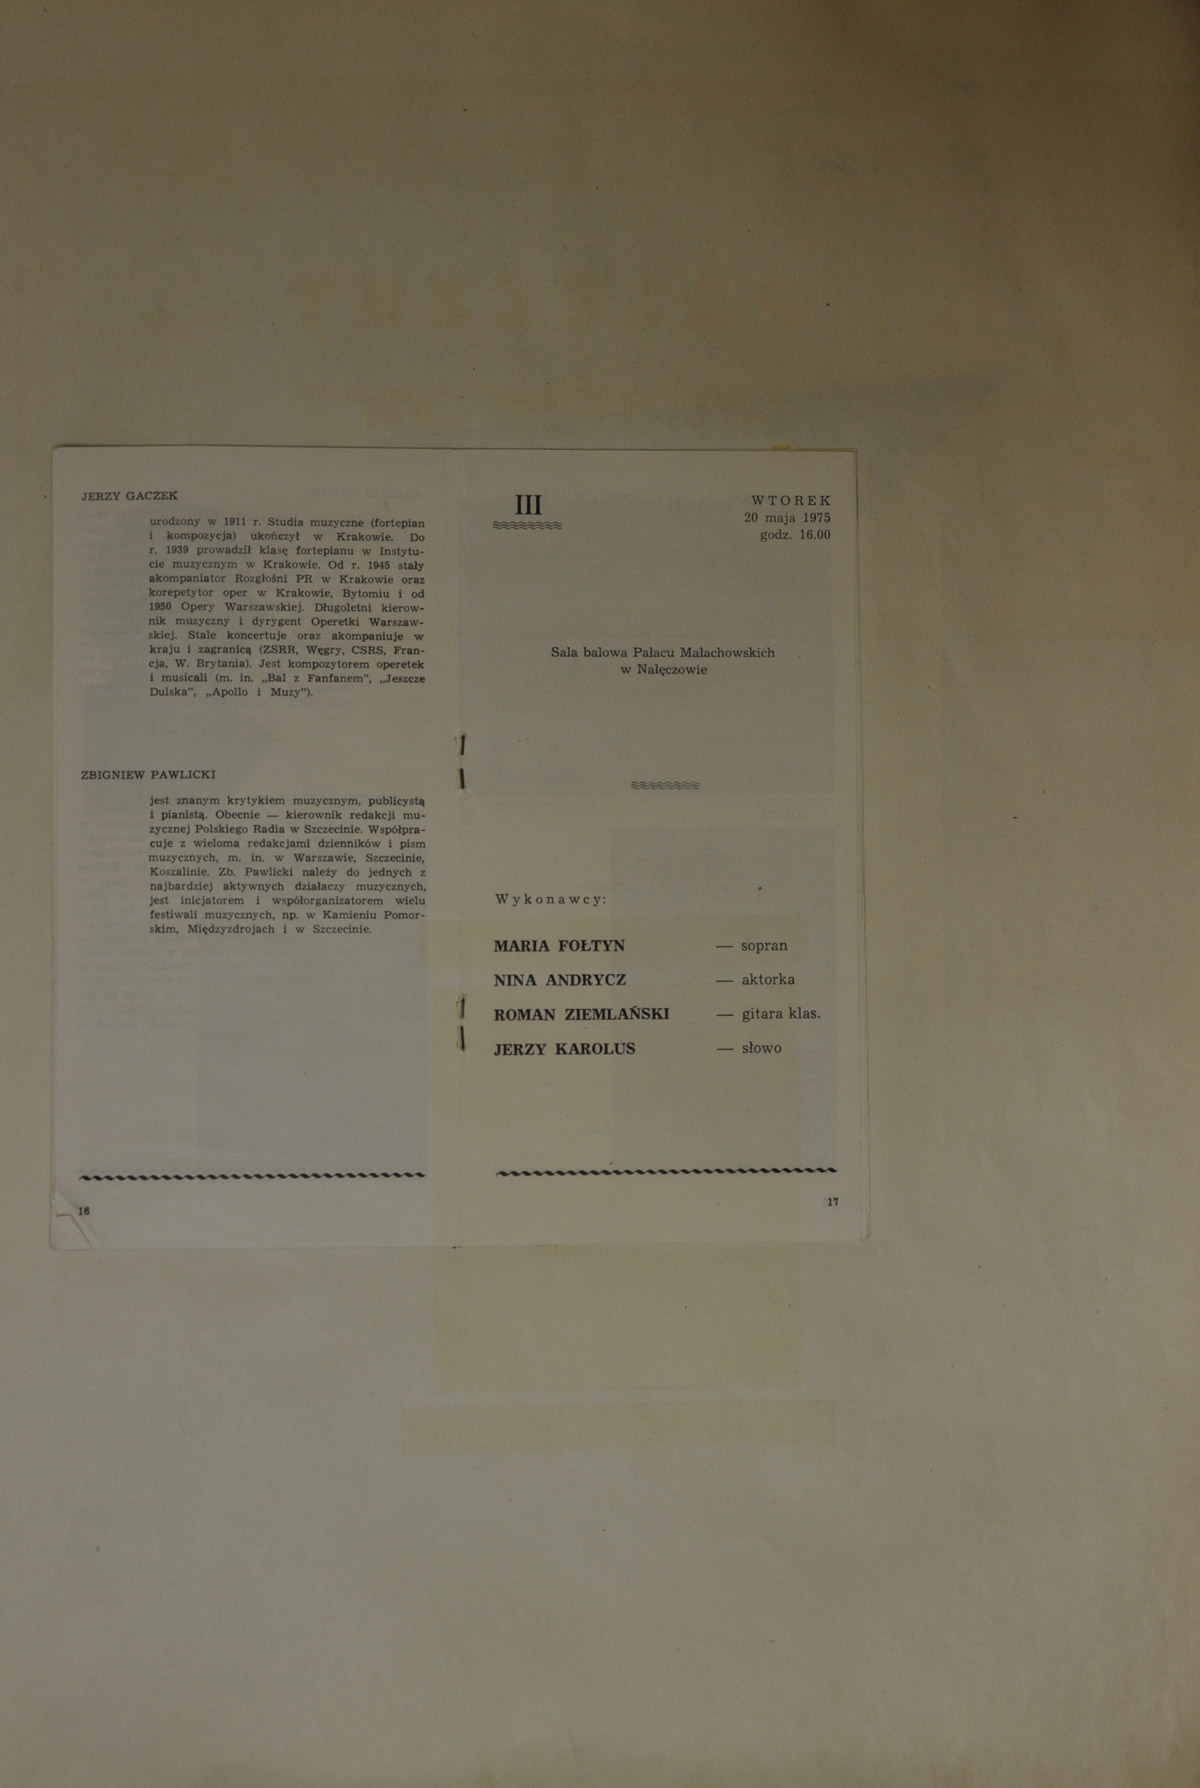 JERZY GACZEK
urodzony w 1911 r. Studia muzyczne (fortepian
i kompozycja) ukończył w Krakowie. Do
r. 1939 prowadził klasę fortepianu w Instytu-
cie muzycznym w Krakowie. Od r. 1945 stały
akompaniator Rozgłośni PR w Krakowie oraz
korepetytor oper w Krakowie, Bytomiu i od
1950 Opery Warszawskiej. Długoletni kierow-
nik muzyczny i dyrygent Operetki Warszaw-
skiej. Stale koncertuje oraz akompaniuje w
kraju i zagranicą (ZSRR, Węgry, CSRS, Fran-
cja, W. Brytania). Jest kompozytorem operetek
i musicali (m. in. „Bal z Fanfanem”, „Jeszcze
Dulska”, „Apollo i Muzy”).
ZBIGNIEW PAWLICKI
jest znanym krytykiem muzycznym, publicystą
i pianistą. Obecnie — kierownik redakcji mu-
zycznej Polskiego Radia w Szczecinie. Współpra-
cuje z wieloma redakcjami dzienników i pism
muzycznych, m. in. w Warszawie, Szczecinie,
Koszalinie. Zb. Pawlicki należy do jednych z
najbardziej aktywnych działaczy muzycznych,
jest inicjatorem i współorganizatorem wielu
festiwali muzycznych, np. w Kamieniu Pomor-
skim, Międzyzdrojach i w Szczecinie.
16
III
WTOREK
20 maja 1975
godz. 16.00
Sala balowa Pałacu Małachowskich
w Nałęczowie
Wykonawcy:
MARIA FOŁTYN — sopran
NINA ANDRYCZ — aktorka
ROMAN ZIEMLAŃSKI — gitara klas.
JERZY KAROLUS — słowo
17